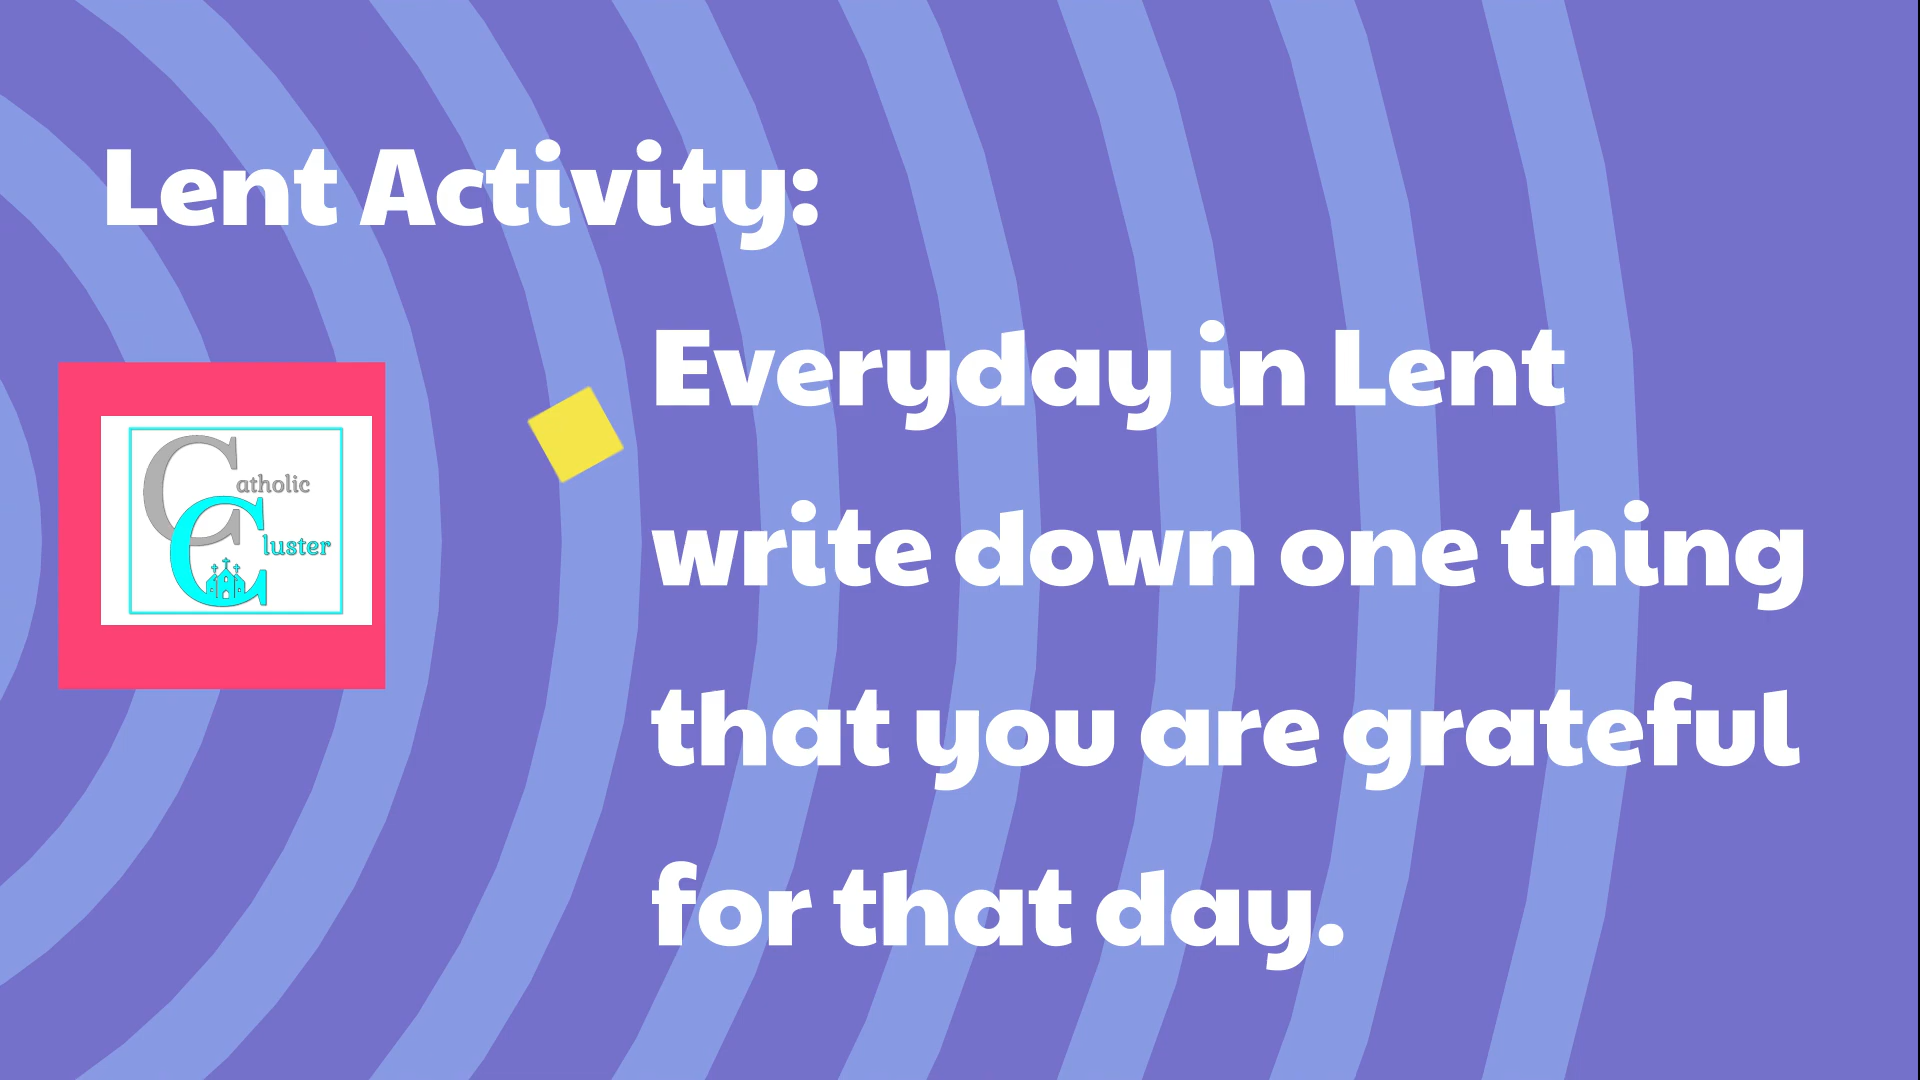 Lent Activity:
Everyday in Lent
write down one thing
that you are grateful
for that day.
Catholic
Cluster